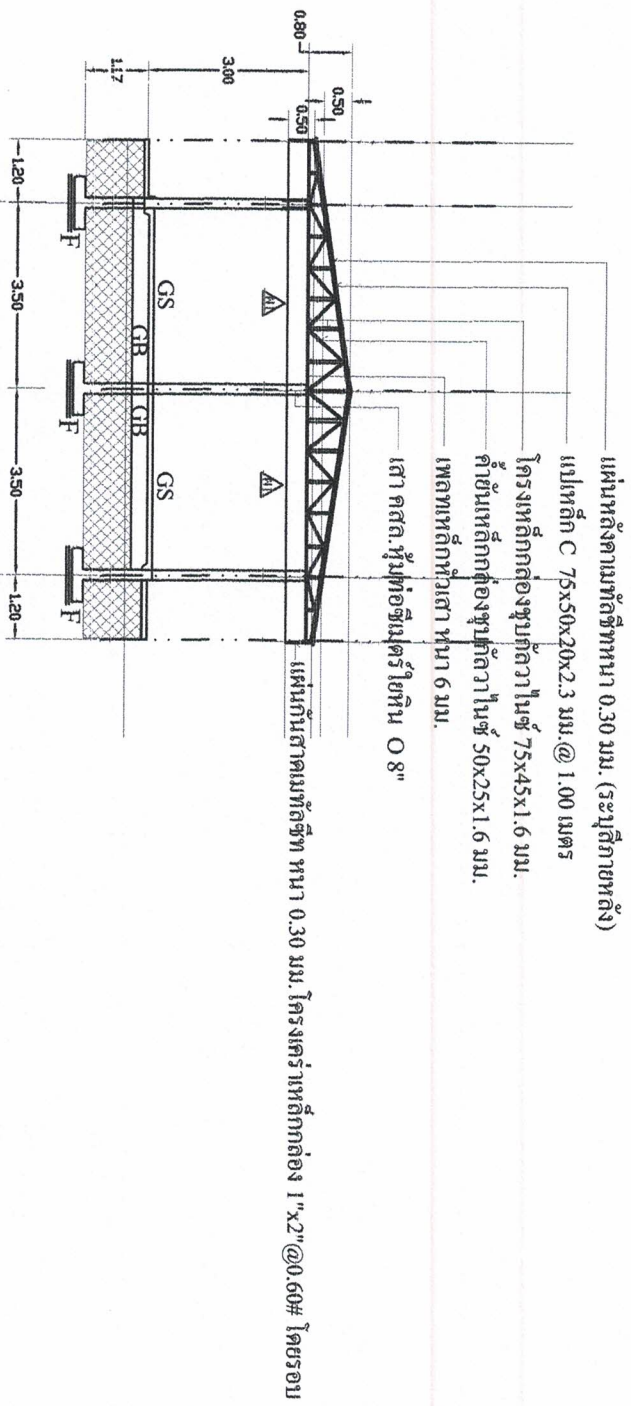 แผ่นหลังคาเมทัลชีทหนา 0.30 มม. (ระบุสีภายหลัง)
แปเหล็ก C 75x50x20x2.3 มม.@ 1.00 เมตร
โครงเหล็กกล่องชุบกัลวาไนซ์ 75x45x1.6 มม.
ค้ำยันเหล็กกล่องชุบกัลวาไนซ์ 50x25x1.6 มม.
เพลทเหล็กหัวเสา หนา 6 มม.
เสา คสล.หุ้มท่อซีเมตร์ใยหิน O 8"
แผ่นกันสาดเมทัลชีท หนา 0.30 มม. โครงเคร่าเหล็กกล่อง 1"x2"@0.60# โดยรอบ
0.80
0.50
0.50
3.00
1.17
GS
GS
GB
GB
F
F
F
1.20
3.50
3.50
1.20